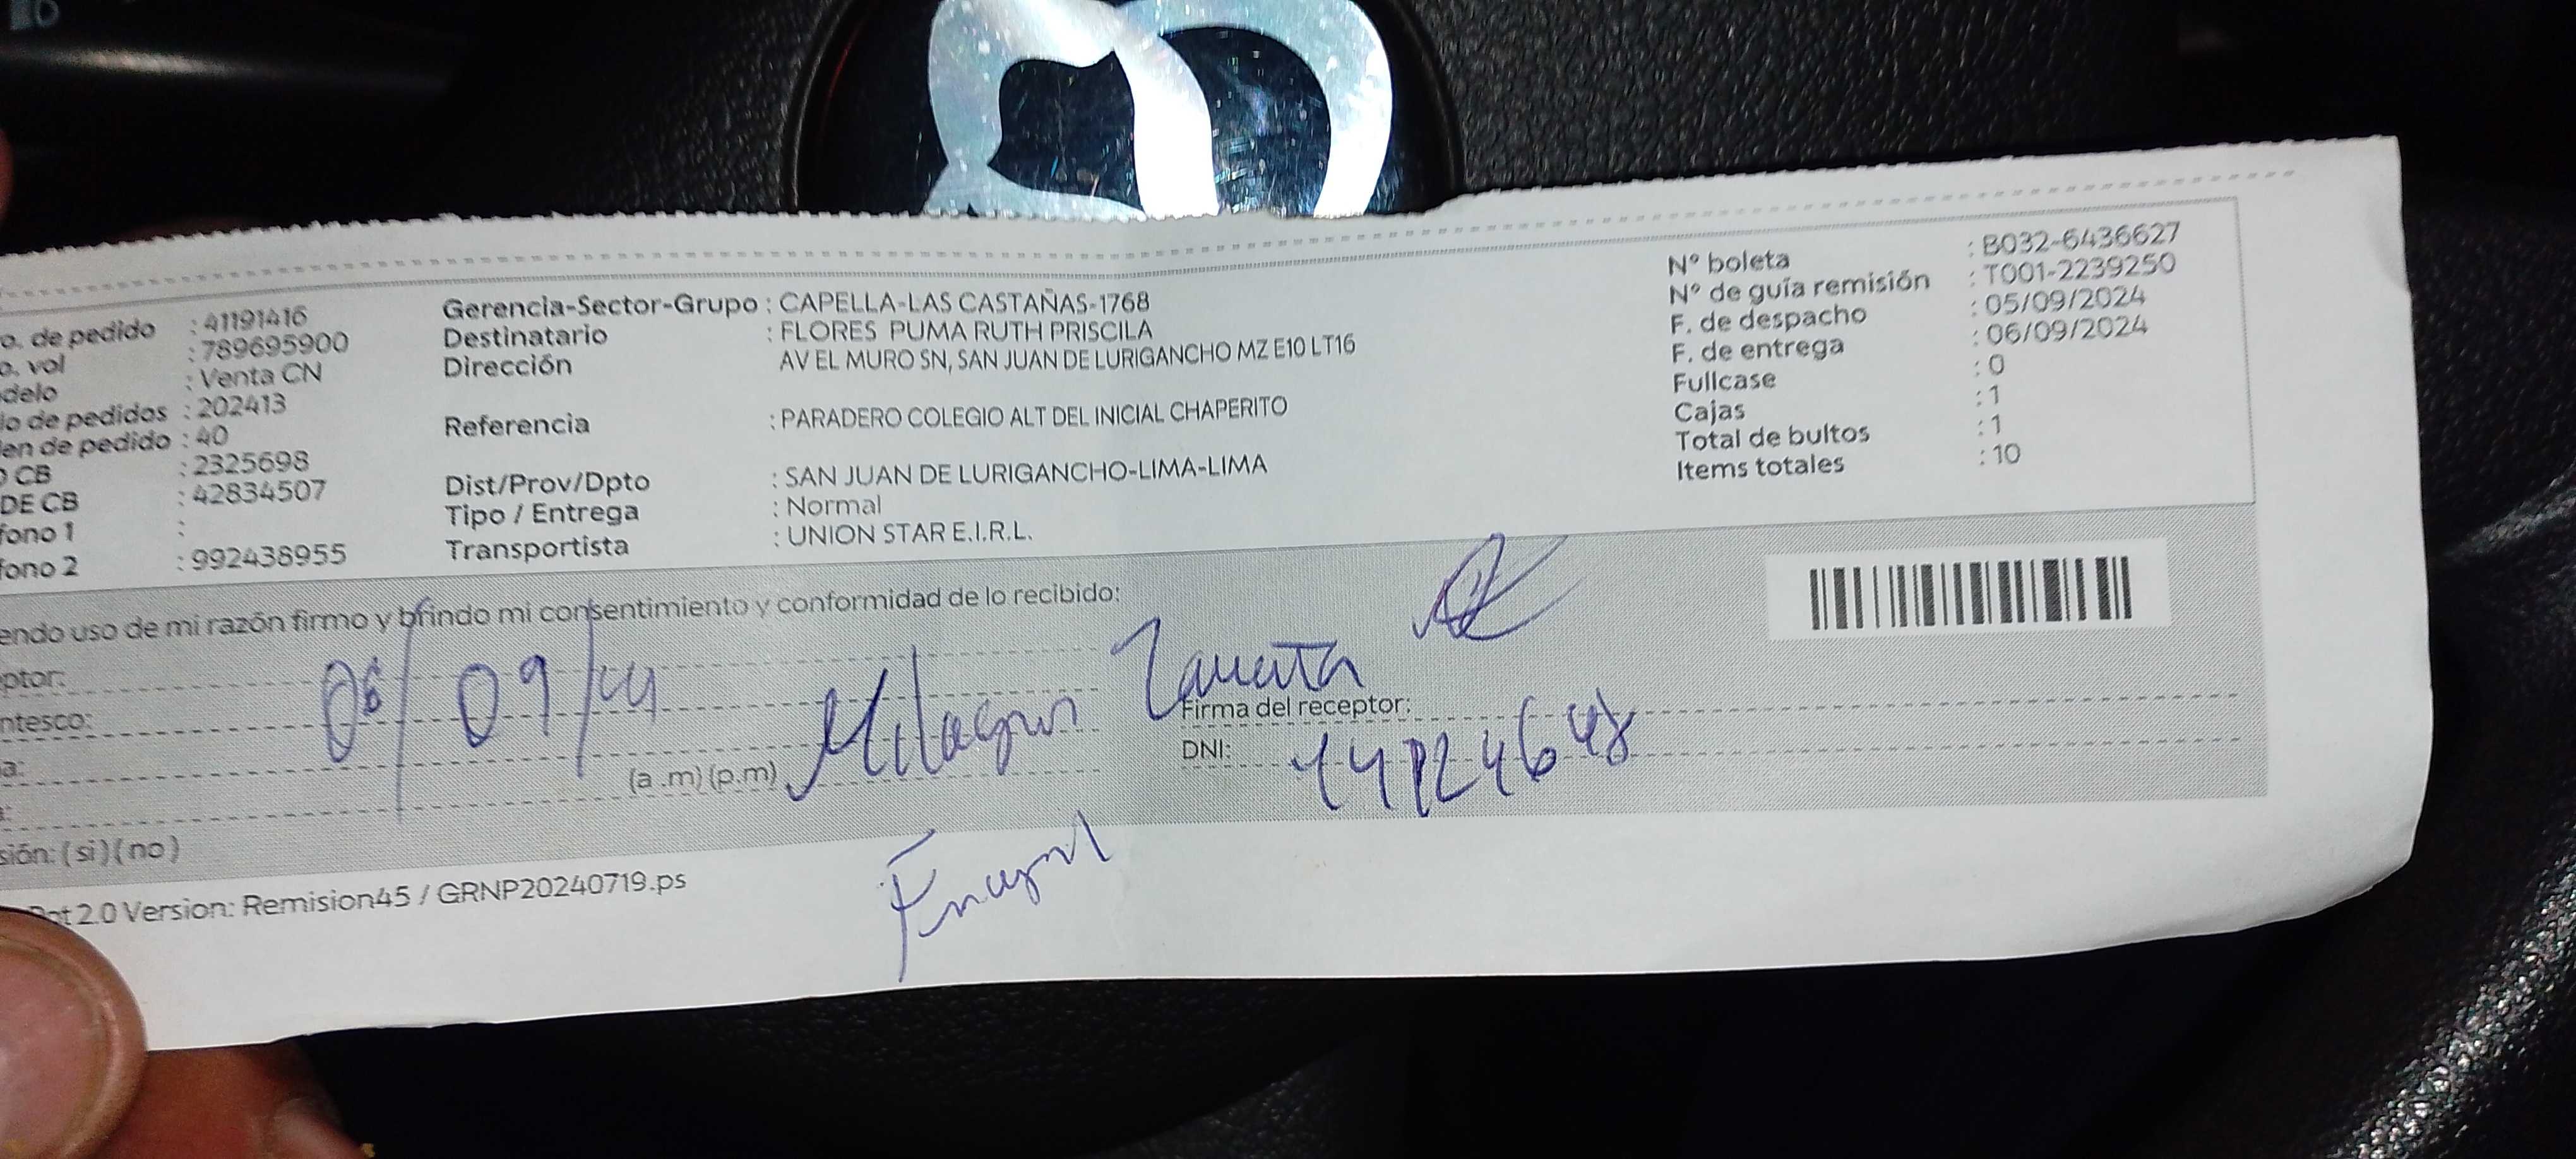 o. de pedido : 41191416
o. vol : 789695900
delo : Venta CN
lo de pedidos : 202413
en de pedido : 40
CB : 2325698
DE CB : 42834507
fono 1 :
fono 2 : 992438955
Gerencia-Sector-Grupo : CAPELLA-LAS CASTAÑAS-1768
Destinatario : FLORES PUMA RUTH PRISCILA
Dirección AV EL MURO SN, SAN JUAN DE LURIGANCHO MZ E10 LT16
Referencia : PARADERO COLEGIO ALT DEL INICIAL CHAPERITO
Dist/Prov/Dpto : SAN JUAN DE LURIGANCHO-LIMA-LIMA
Tipo / Entrega : Normal
Transportista : UNION STAR E.I.R.L.
N° boleta : B032-6436627
N° de guía remisión : T001-2239250
F. de despacho : 05/09/2024
F. de entrega : 06/09/2024
Fullcase : 0
Cajas : 1
Total de bultos : 1
Items totales : 10
endo uso de mi razón firmo y brindo mi consentimiento y conformidad de lo recibido:
ptor:
ntesco:
a:
06/09/
(a .m) (p.m)
Milagros
Firma del receptor:
DNI:
sión: ( si ) ( no )
2.0 Version: Remision45 / GRNP20240719.ps